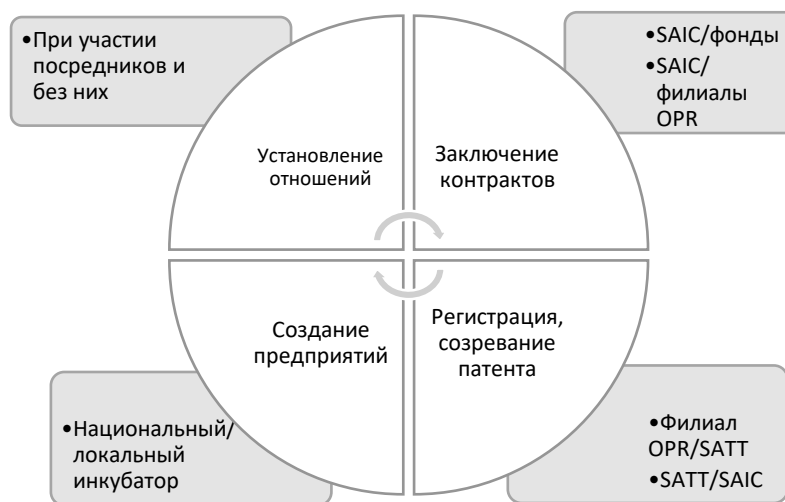 •При участии
посредников и
без них
•SAIC/фонды
•SAIC/
филиалы
OPR
Установление
отношений
Заключение
контрактов
Создание
предприятий
Регистрация,
созревание
патента
•Национальный/
локальный
инкубатор
•Филиал
OPR/SATT
•SATT/SAIC